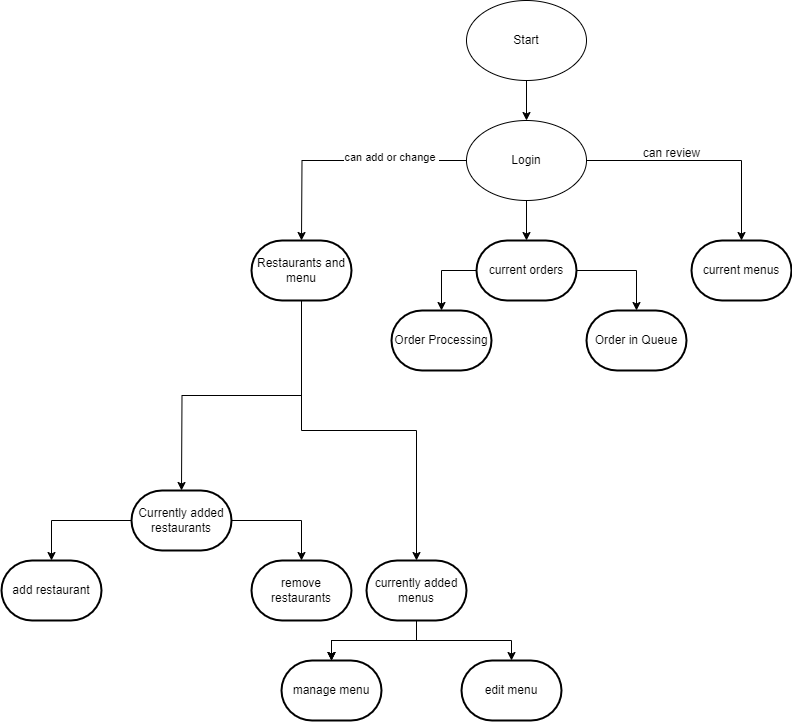 Start
Login
can add or change
can review
Restaurants and
menu
current orders
current menus
Order Processing
Order in Queue
Currently added
restaurants
add restaurant
remove
restaurants
currently added
menus
manage menu
edit menu